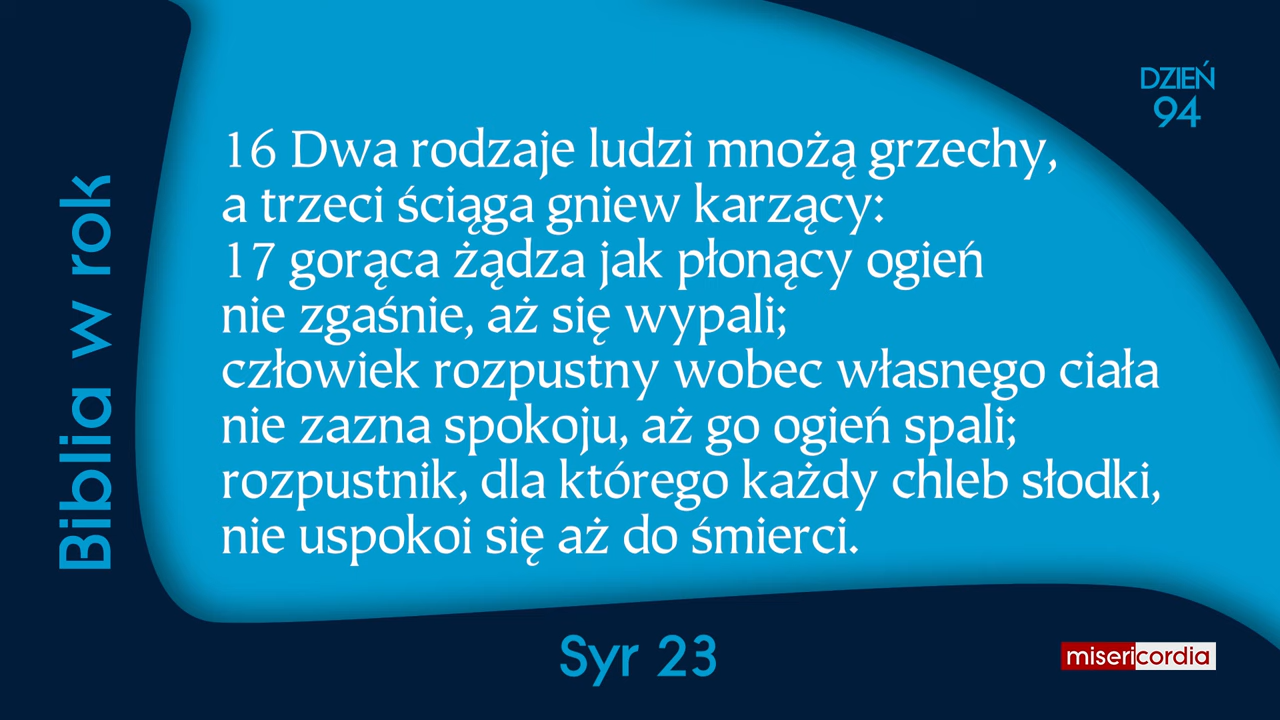 DZIEŃ
94
16 Dwa rodzaje ludzi mnożą grzechy,
a trzeci ściąga gniew karzący:
17 gorąca żądza jak płonący ogień
nie zgaśnie, aż się wypali;
człowiek rozpustny wobec własnego ciała
nie zazna spokoju, aż go ogień spali;
rozpustnik, dla którego każdy chleb słodki,
nie uspokoi się aż do śmierci.
Biblia w rok
Syr 23
misericordia